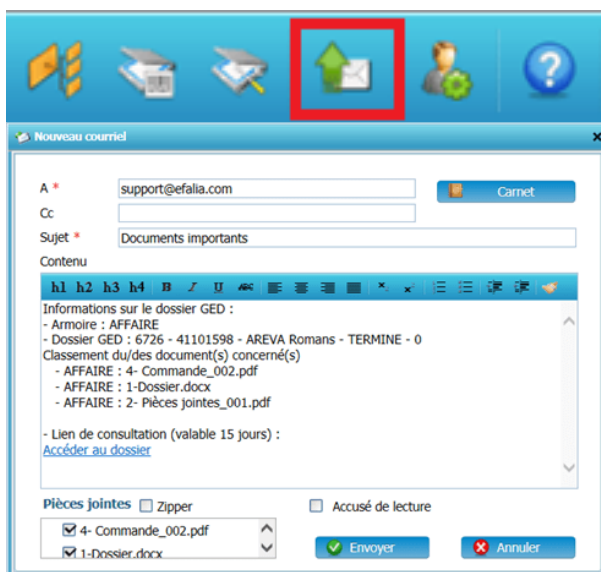 Nouveau courriel
A *
support@efalia.com
Carnet
Cc
Sujet *
Documents importants
Contenu
h1 h2 h3 h4 B I U ABC
Informations sur le dossier GED :
- Armoire : AFFAIRE
- Dossier GED : 6726 - 41101598 - AREVA Romans - TERMINE - 0
Classement du/des document(s) concerné(s)
- AFFAIRE : 4- Commande_002.pdf
- AFFAIRE : 1-Dossier.docx
- AFFAIRE : 2- Pièces jointes_001.pdf
- Lien de consultation (valable 15 jours) :
Accéder au dossier
Pièces jointes Zipper Accusé de lecture
4- Commande_002.pdf
1-Dossier.docx
Envoyer Annuler